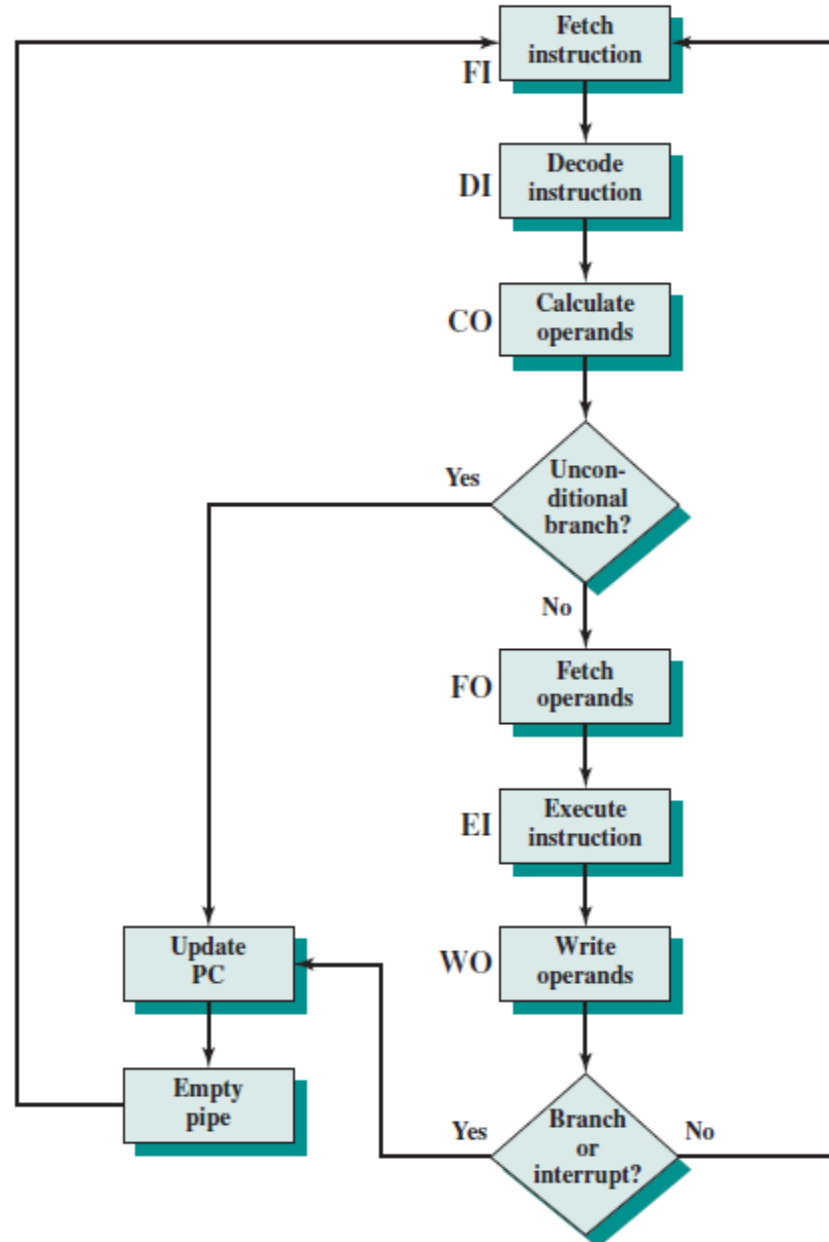 Fetch
instruction
FI
Decode
instruction
DI
Calculate
operands
CO
Yes
Uncon-
ditional
branch?
No
Fetch
operands
FO
Execute
instruction
EI
Update
PC
WO
Write
operands
Empty
pipe
Yes
Branch
or
interrupt?
No